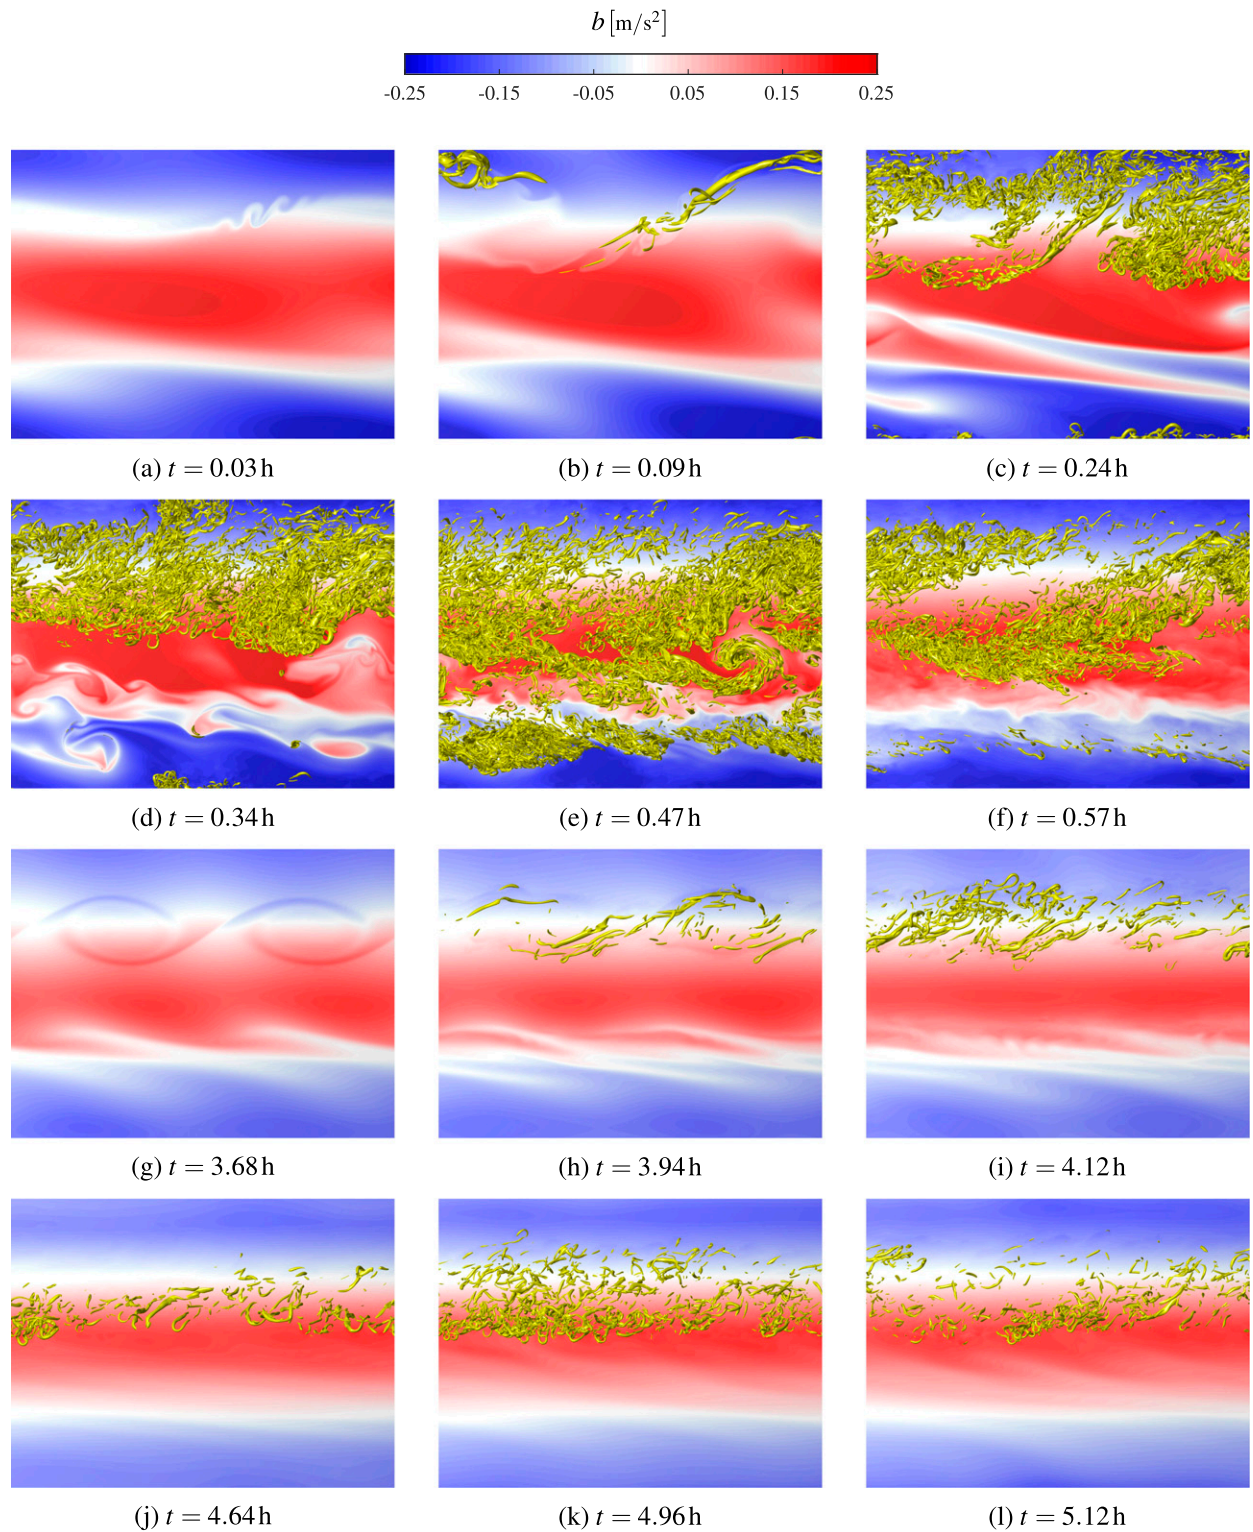 b [m/s²]
-0.25 -0.15 -0.05 0.05 0.15 0.25
(a) t = 0.03 h (b) t = 0.09 h (c) t = 0.24 h
(d) t = 0.34 h (e) t = 0.47 h (f) t = 0.57 h
(g) t = 3.68 h (h) t = 3.94 h (i) t = 4.12 h
(j) t = 4.64 h (k) t = 4.96 h (l) t = 5.12 h